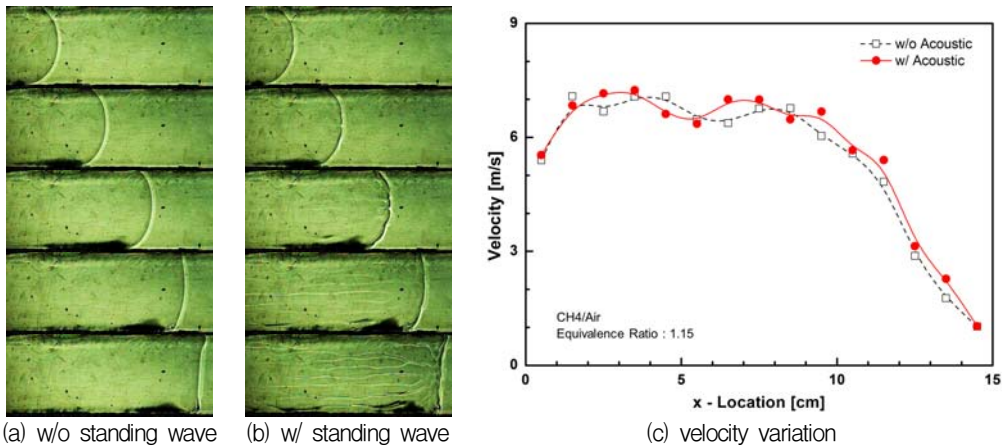 9
6
3
0
Velocity [m/s]
w/o Acoustic
w/ Acoustic
CH4/Air
Equivalence Ratio : 1.15
0
5
10
15
x - Location [cm]
(a) w/o standing wave
(b) w/ standing wave
(c) velocity variation